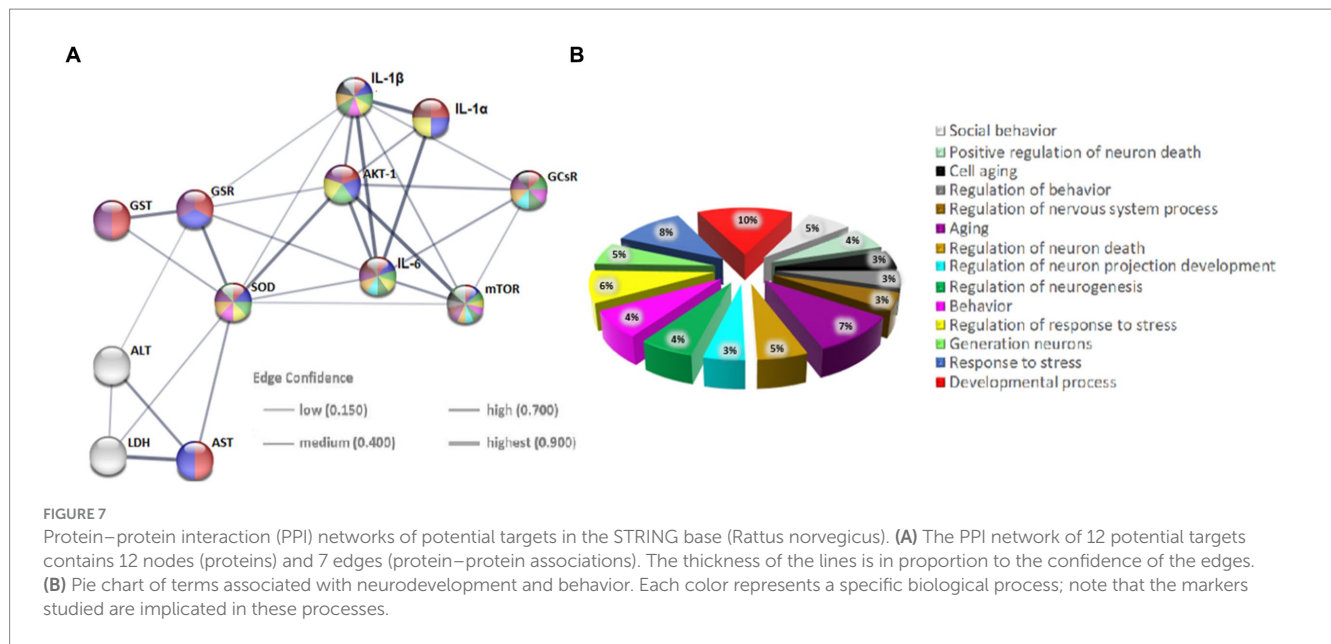 A
IL-1β
IL-1α
AKT-1
GCsR
GST
GSR
IL-6
SOD
mTOR
ALT
LDH
AST
Edge Confidence
low (0.150)
high (0.700)
medium (0.400)
highest (0.900)
B
10%
5%
4%
3%
3%
3%
7%
5%
3%
4%
4%
6%
5%
8%
Social behavior
Positive regulation of neuron death
Cell aging
Regulation of behavior
Regulation of nervous system process
Aging
Regulation of neuron death
Regulation of neuron projection development
Regulation of neurogenesis
Behavior
Regulation of response to stress
Generation neurons
Response to stress
Developmental process
FIGURE 7
Protein–protein interaction (PPI) networks of potential targets in the STRING base (Rattus norvegicus). (A) The PPI network of 12 potential targets
contains 12 nodes (proteins) and 7 edges (protein–protein associations). The thickness of the lines is in proportion to the confidence of the edges.
(B) Pie chart of terms associated with neurodevelopment and behavior. Each color represents a specific biological process; note that the markers
studied are implicated in these processes.